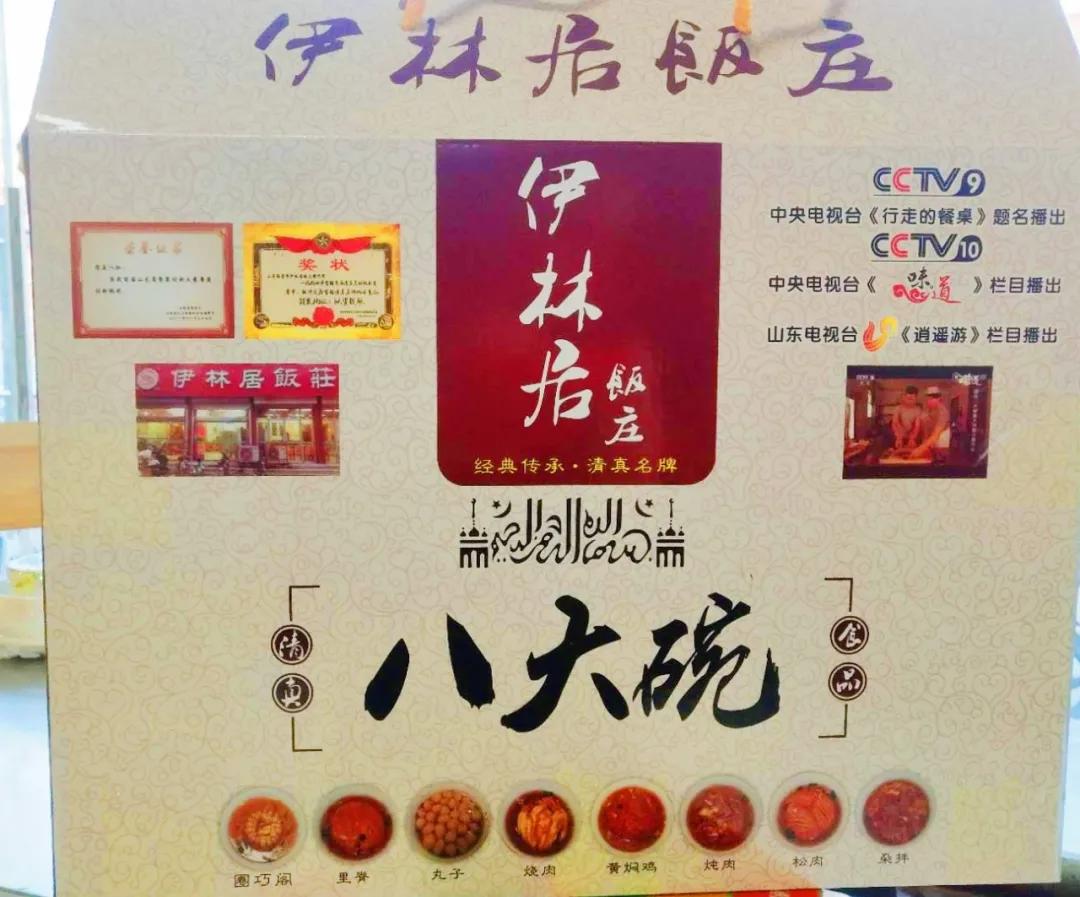 伊林居飯庄
伊林居飯庄
经典传承·清真名牌
荣誉证书
奖状
伊林居飯莊
CCTV9
中央电视台《行走的餐桌》题名播出
CCTV10
中央电视台《味道》栏目播出
山东电视台《逍遥游》栏目播出
清真
八大碗
食品
圈巧阁
里脊
丸子
烧肉
黄焖鸡
炖肉
松肉
杂拌